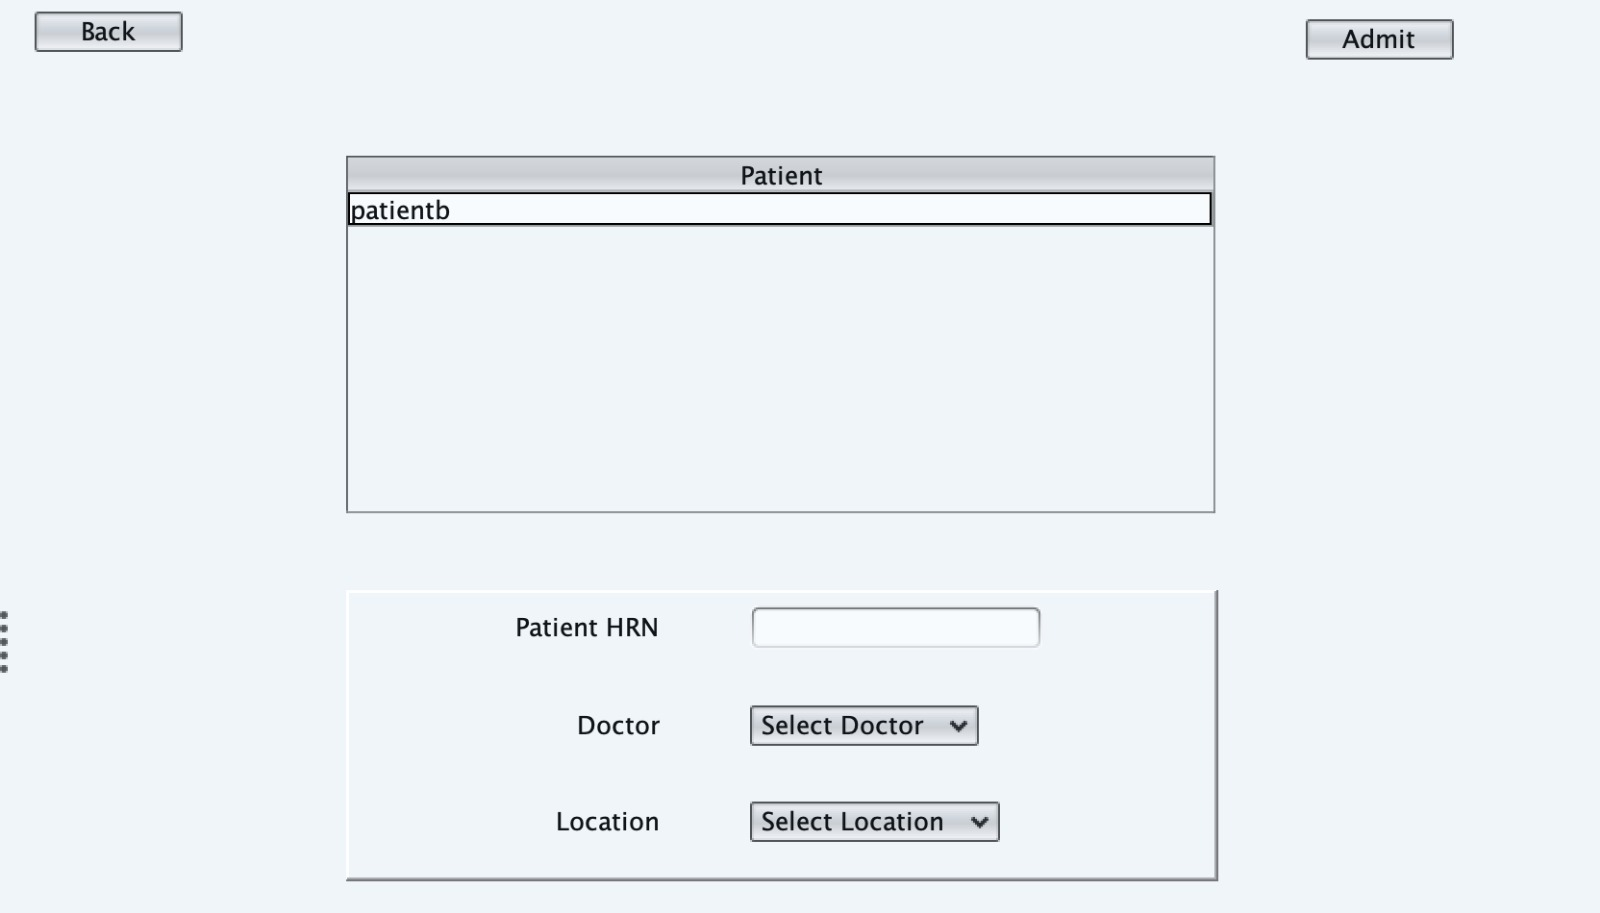 Back
Admit
Patient
patientb
Patient HRN
Doctor
Select Doctor
Location
Select Location